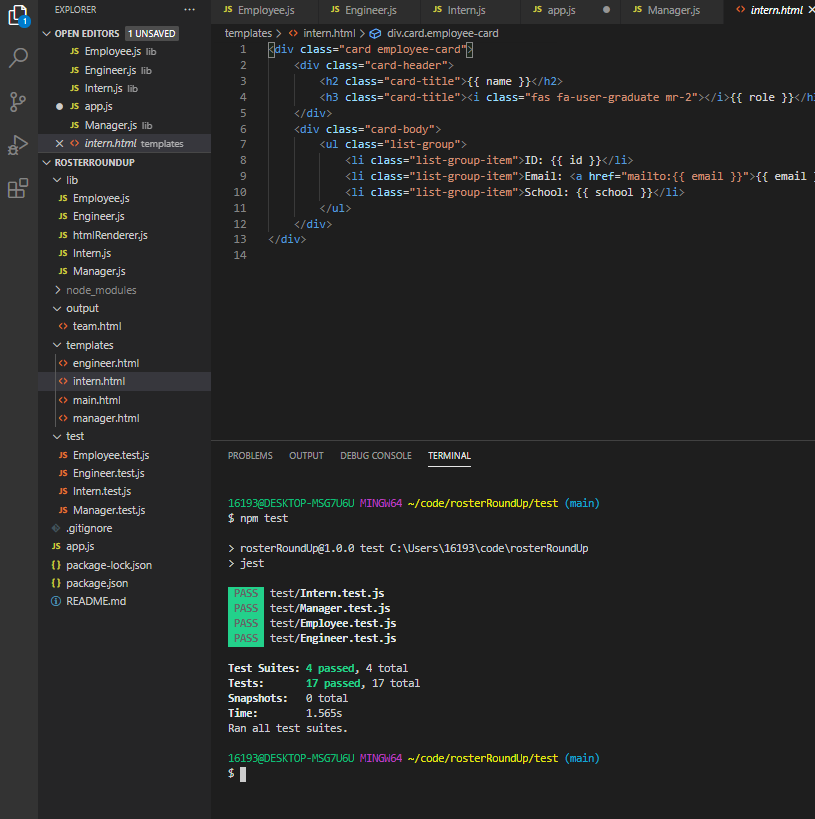 EXPLORER ...
OPEN EDITORS 1 UNSAVED
JS Employee.js lib
JS Engineer.js lib
JS Intern.js lib
JS app.js
JS Manager.js lib
<> intern.html templates
ROSTERROUNDUP
lib
JS Employee.js
JS Engineer.js
JS htmlRenderer.js
JS Intern.js
JS Manager.js
node_modules
output
<> team.html
templates
<> engineer.html
<> intern.html
<> main.html
<> manager.html
test
JS Employee.test.js
JS Engineer.test.js
JS Intern.test.js
JS Manager.test.js
.gitignore
JS app.js
{} package-lock.json
{} package.json
README.md
1
JS Employee.js JS Engineer.js JS Intern.js JS app.js JS Manager.js <> intern.html
templates > <> intern.html > div.card.employee-card
1 <div class="card employee-card">
2 <div class="card-header">
3 <h2 class="card-title">{{ name }}</h2>
4 <h3 class="card-title"><i class="fas fa-user-graduate mr-2"></i>{{ role }}</h
5 </div>
6 <div class="card-body">
7 <ul class="list-group">
8 <li class="list-group-item">ID: {{ id }}</li>
9 <li class="list-group-item">Email: <a href="mailto:{{ email }}">{{ email
10 <li class="list-group-item">School: {{ school }}</li>
11 </ul>
12 </div>
13 </div>
14
PROBLEMS OUTPUT DEBUG CONSOLE TERMINAL
16193@DESKTOP-MSG7U6U MINGW64 ~/code/rosterRoundUp/test (main)
$ npm test
> rosterRoundUp@1.0.0 test C:\Users\16193\code\rosterRoundUp
> jest
PASS test/Intern.test.js
PASS test/Manager.test.js
PASS test/Employee.test.js
PASS test/Engineer.test.js
Test Suites: 4 passed, 4 total
Tests: 17 passed, 17 total
Snapshots: 0 total
Time: 1.565s
Ran all test suites.
16193@DESKTOP-MSG7U6U MINGW64 ~/code/rosterRoundUp/test (main)
$